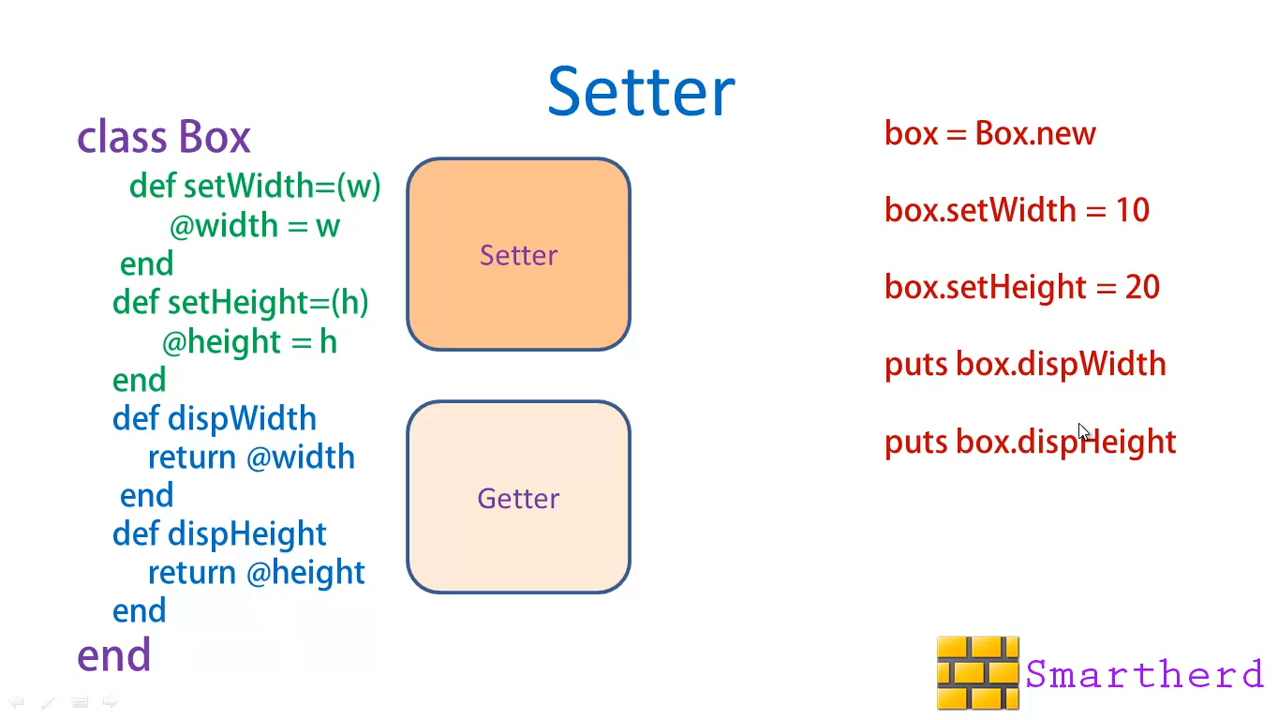 Setter
class Box
def setWidth=(w)
@width = w
end
def setHeight=(h)
@height = h
end
def dispWidth
return @width
end
def dispHeight
return @height
end
end
Setter
Getter
box = Box.new
box.setWidth = 10
box.setHeight = 20
puts box.dispWidth
puts box.dispHeight
Smartherd